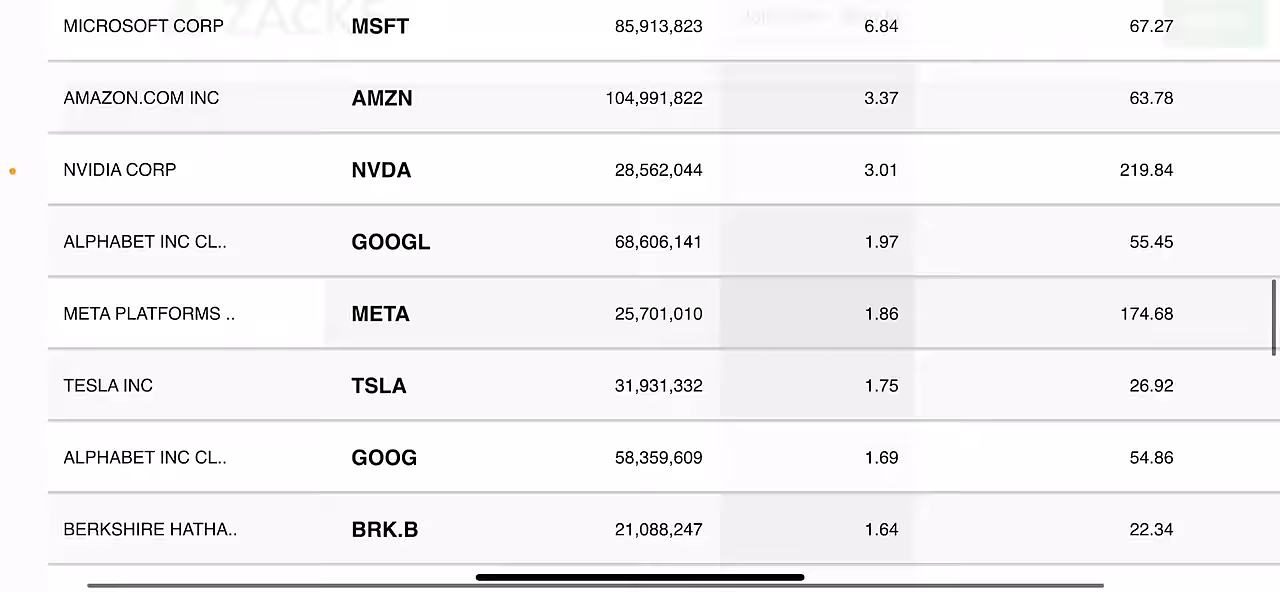 MICROSOFT CORP MSFT 85,913,823 6.84 67.27
AMAZON.COM INC AMZN 104,991,822 3.37 63.78
NVIDIA CORP NVDA 28,562,044 3.01 219.84
ALPHABET INC CL.. GOOGL 68,606,141 1.97 55.45
META PLATFORMS .. META 25,701,010 1.86 174.68
TESLA INC TSLA 31,931,332 1.75 26.92
ALPHABET INC CL.. GOOG 58,359,609 1.69 54.86
BERKSHIRE HATHA.. BRK.B 21,088,247 1.64 22.34